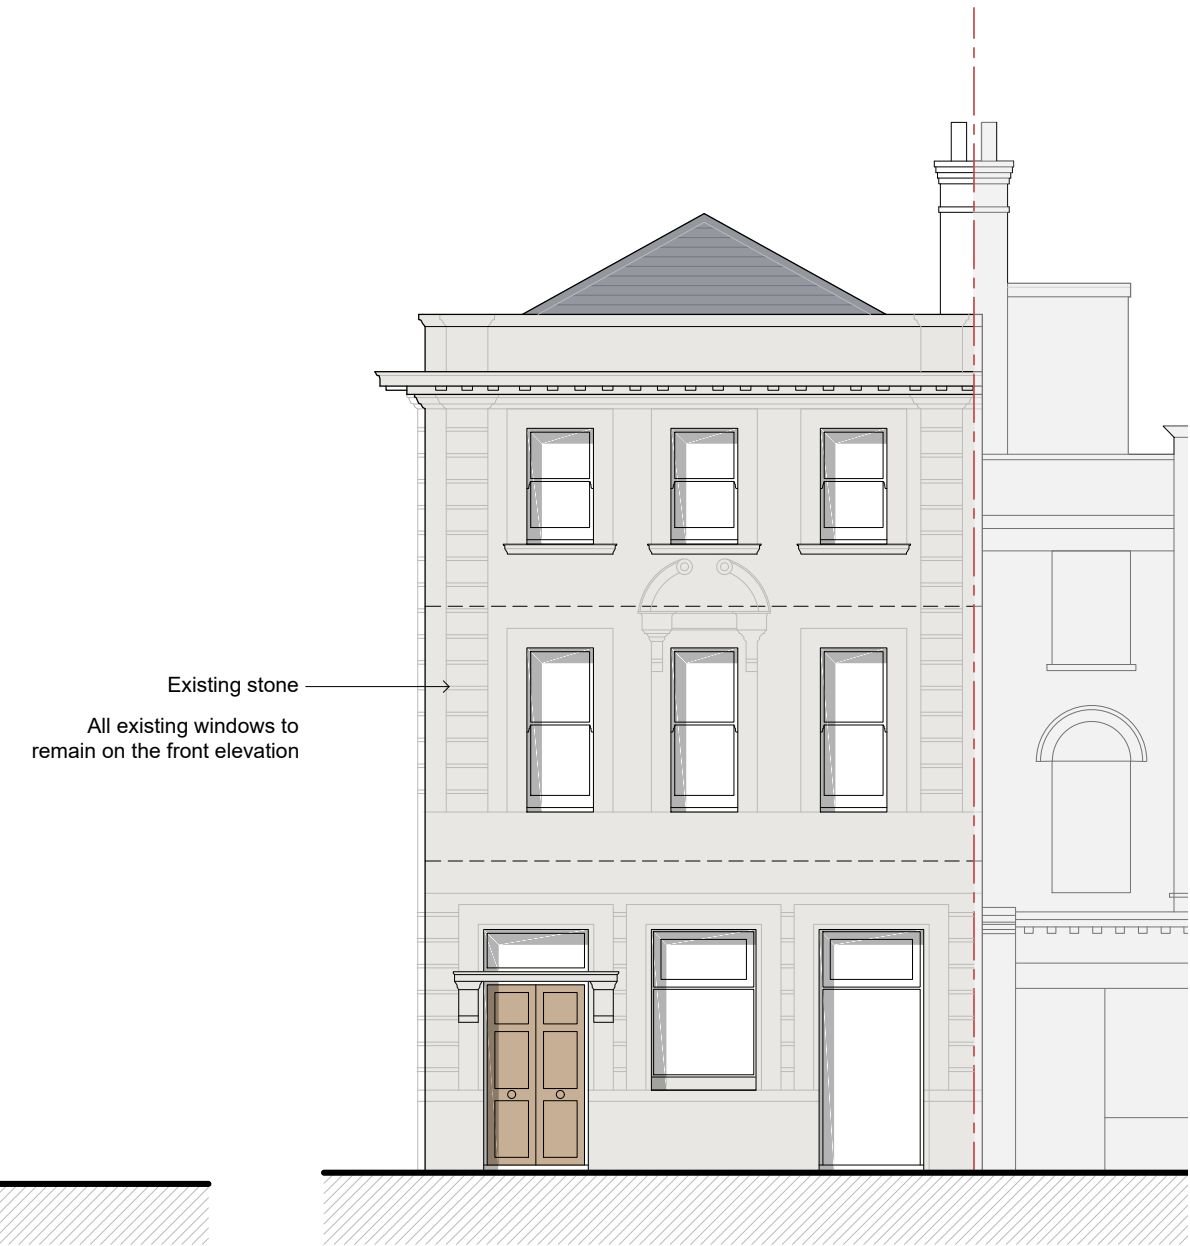 Existing stone
All existing windows to
remain on the front elevation